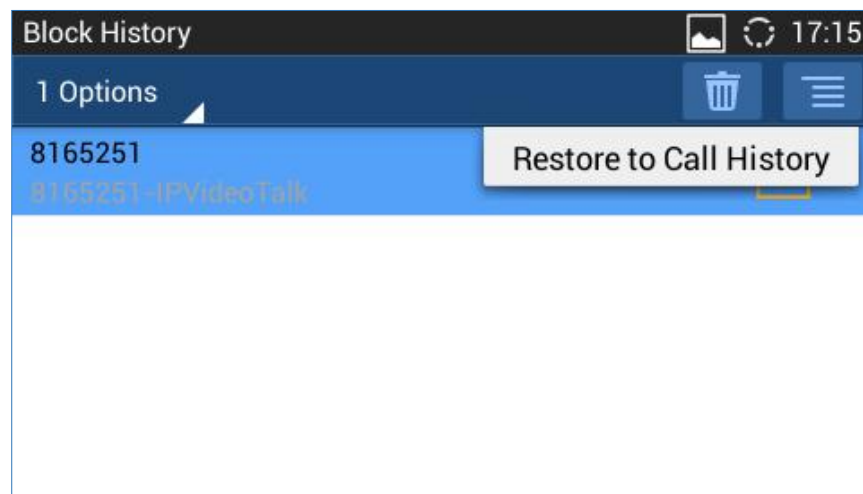 Block History 17:15
1 Options
8165251
Restore to Call History
8165251-IPVideoTalk